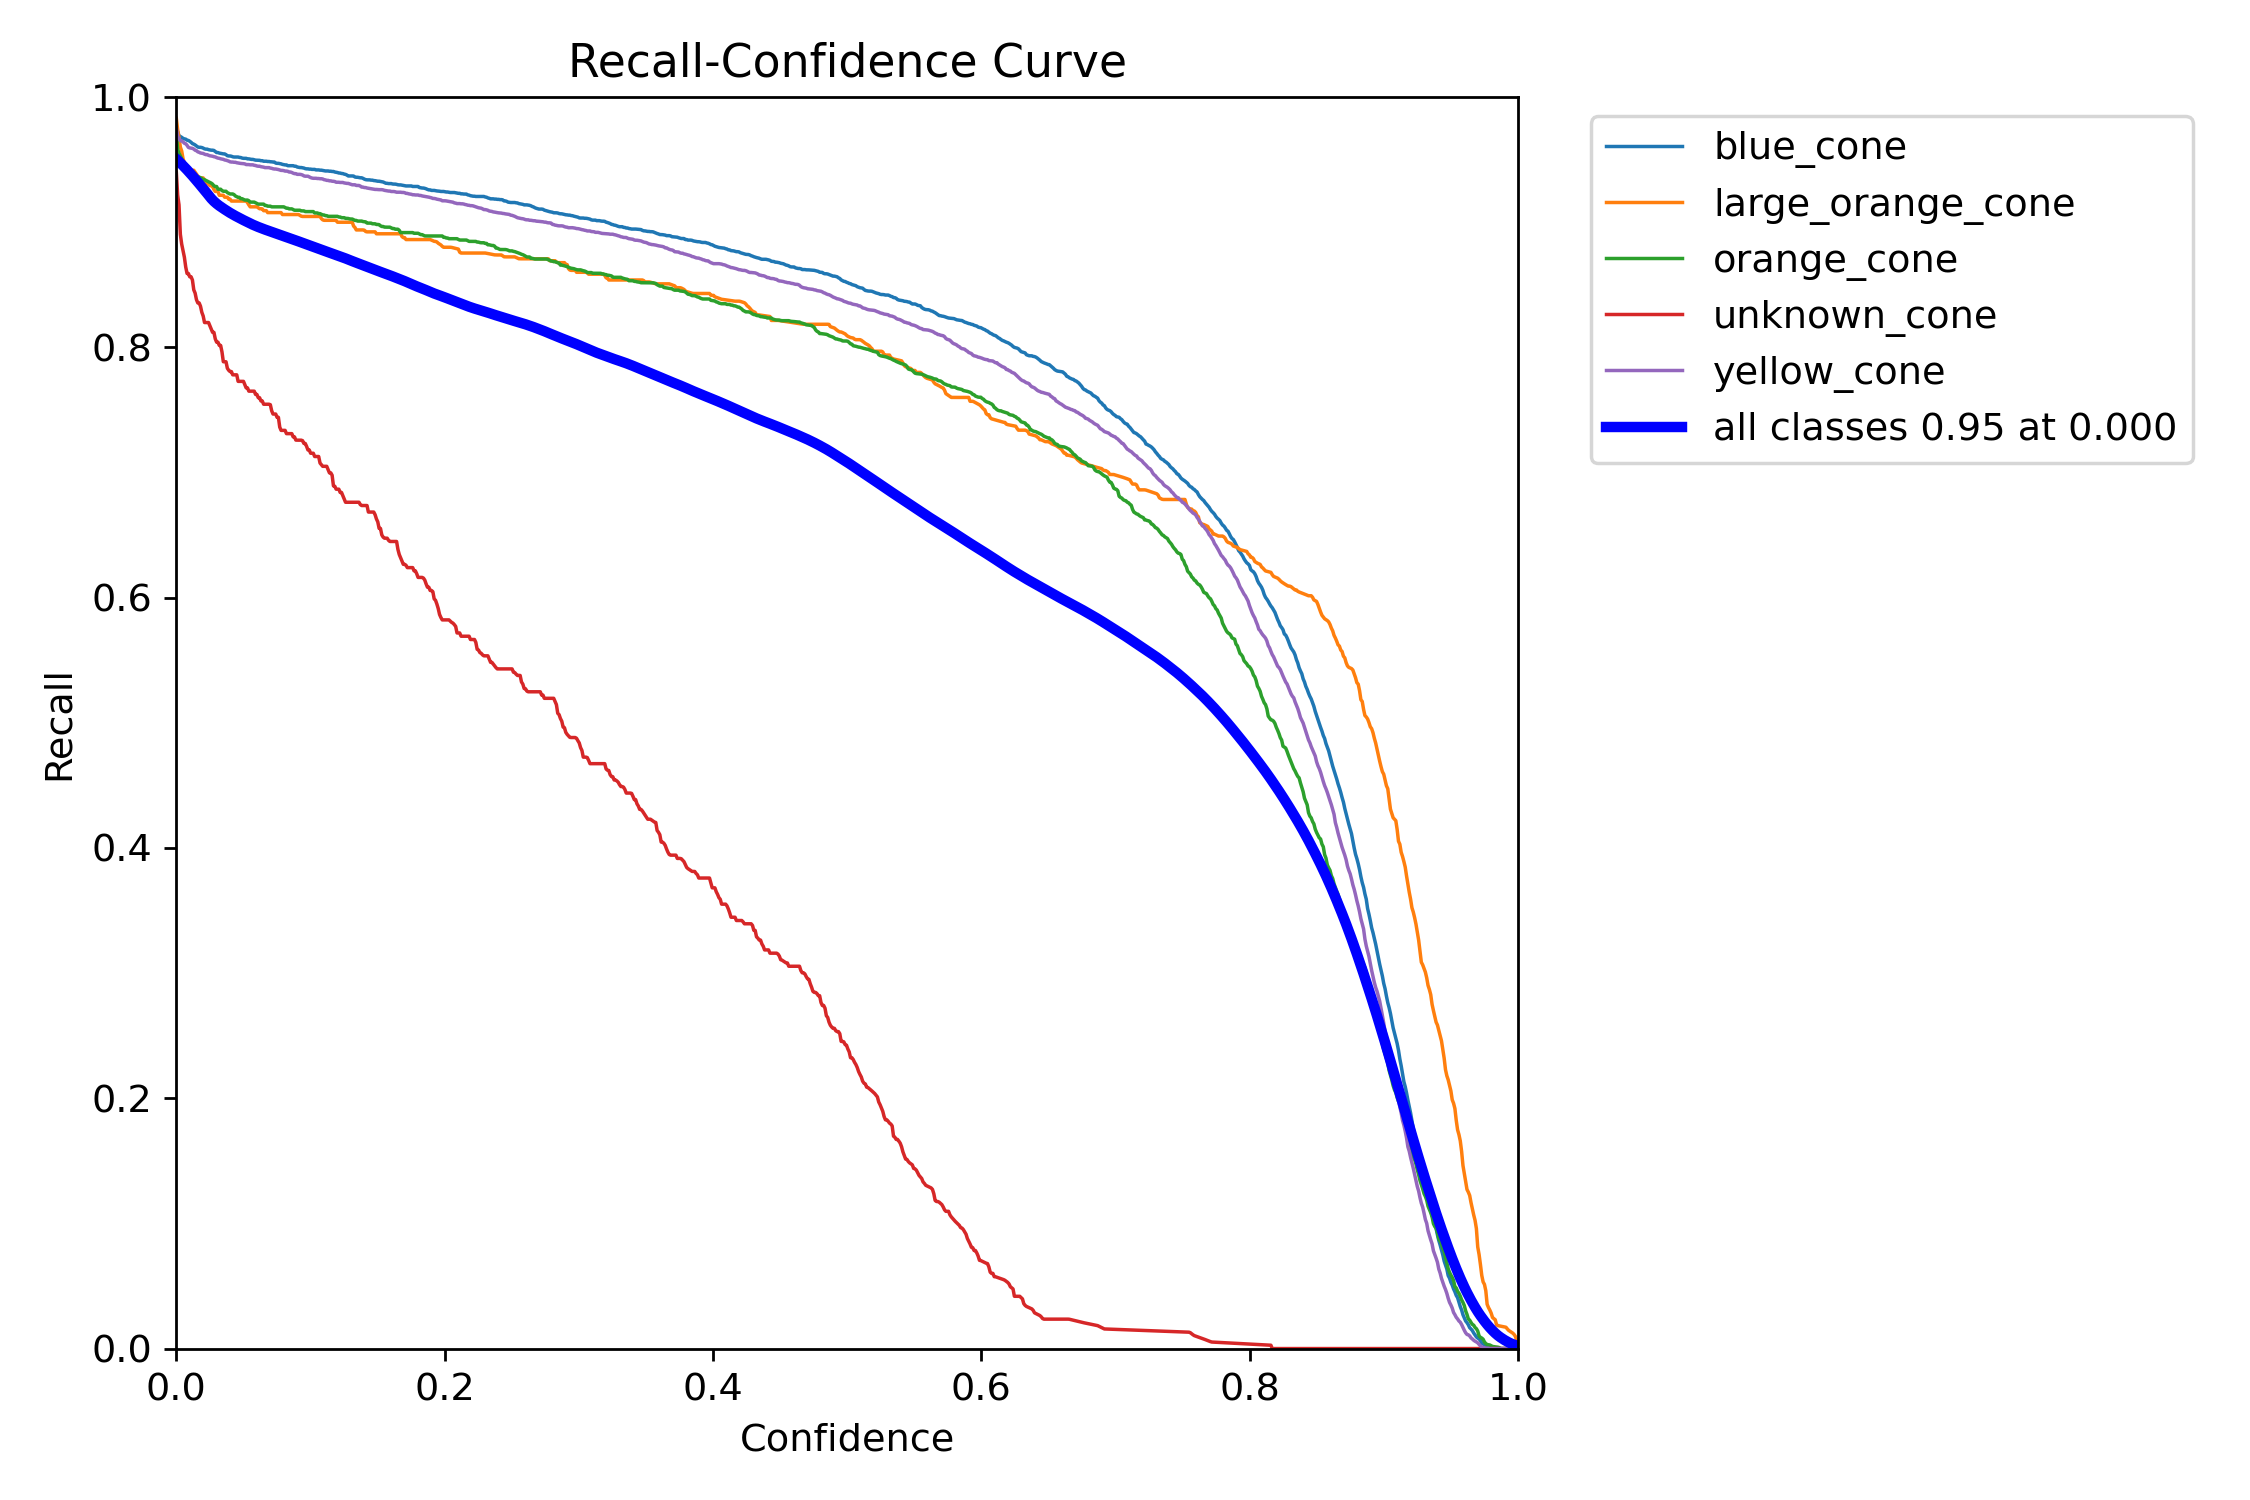 Recall-Confidence Curve
1.0
0.8
0.6
0.4
0.2
0.0
Recall
0.0 0.2 0.4 0.6 0.8 1.0
Confidence
blue_cone
large_orange_cone
orange_cone
unknown_cone
yellow_cone
all classes 0.95 at 0.000